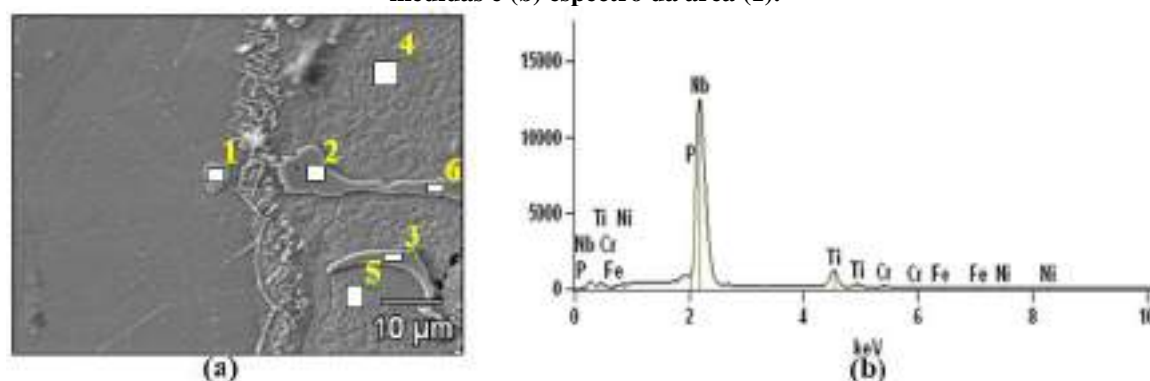 medidas e (b) espectro da área (1).
4
1
2
6
3
5
10 µm
(a)
15000
10000
5000
0
Nb
P
Ti Ni
Nb Cr
P Fe
Ti
Ti Cr
Cr Fe
Fe Ni
Ni
0 2 4 6 8 10
keV
(b)